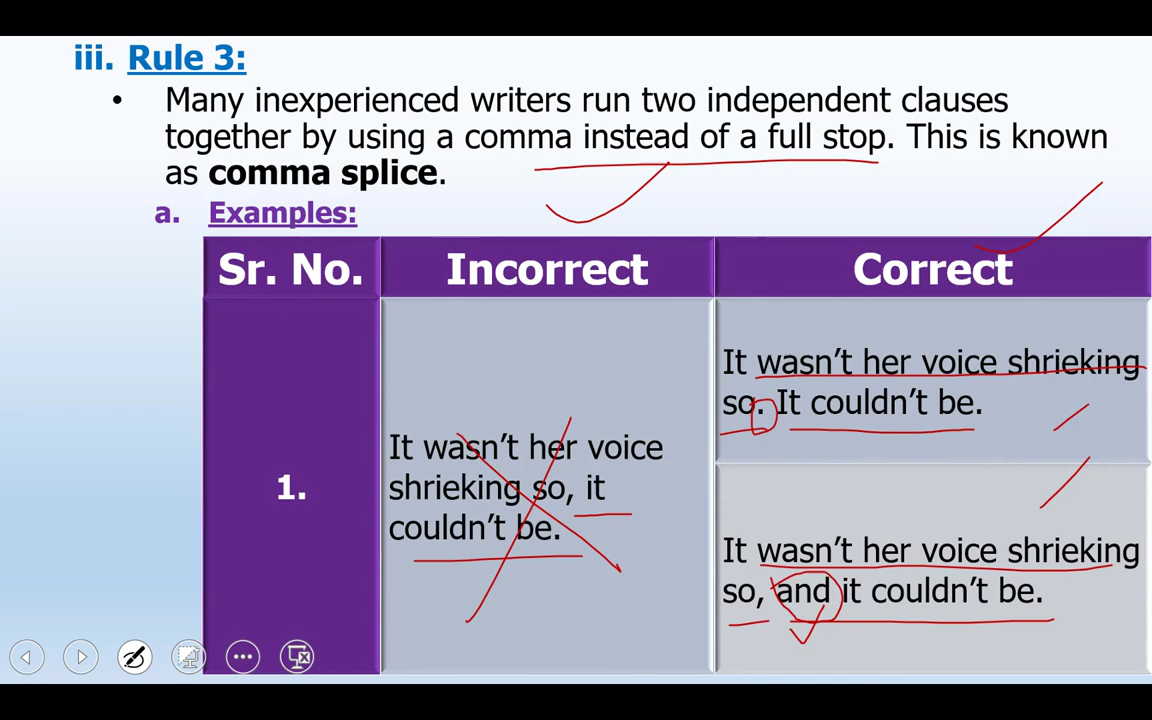 iii. Rule 3:
• Many inexperienced writers run two independent clauses
together by using a comma instead of a full stop. This is known
as comma splice.
a. Examples:
Sr. No. Incorrect Correct
1.
It wasn’t her voice
shrieking so, it
couldn’t be.
It wasn’t her voice shrieking
so. It couldn’t be.
It wasn’t her voice shrieking
so, and it couldn’t be.